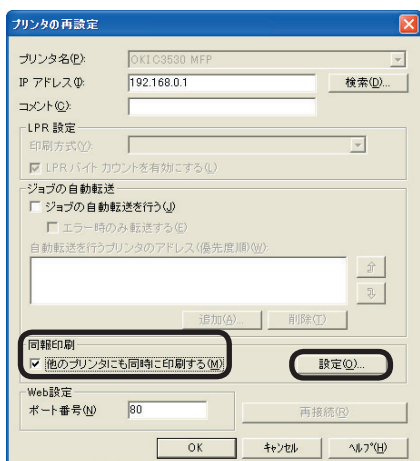 プリンタの再設定
プリンタ名(P): OKI C3530 MFP
IP アドレス(I): 192.168.0.1 検索(D)...
コメント(C):
LPR 設定
印刷方式(Y):
LPR バイト カウントを有効にする(L)
ジョブの自動転送
ジョブの自動転送を行う(J)
エラー時のみ転送する(E)
自動転送を行うプリンタのアドレス(優先度順)(W):
追加(A)... 削除(T)
同報印刷
他のプリンタにも同時に印刷する(M) 設定(O)...
Web設定
ポート番号(N) 80 再接続(R)
OK キャンセル ヘルプ(H)